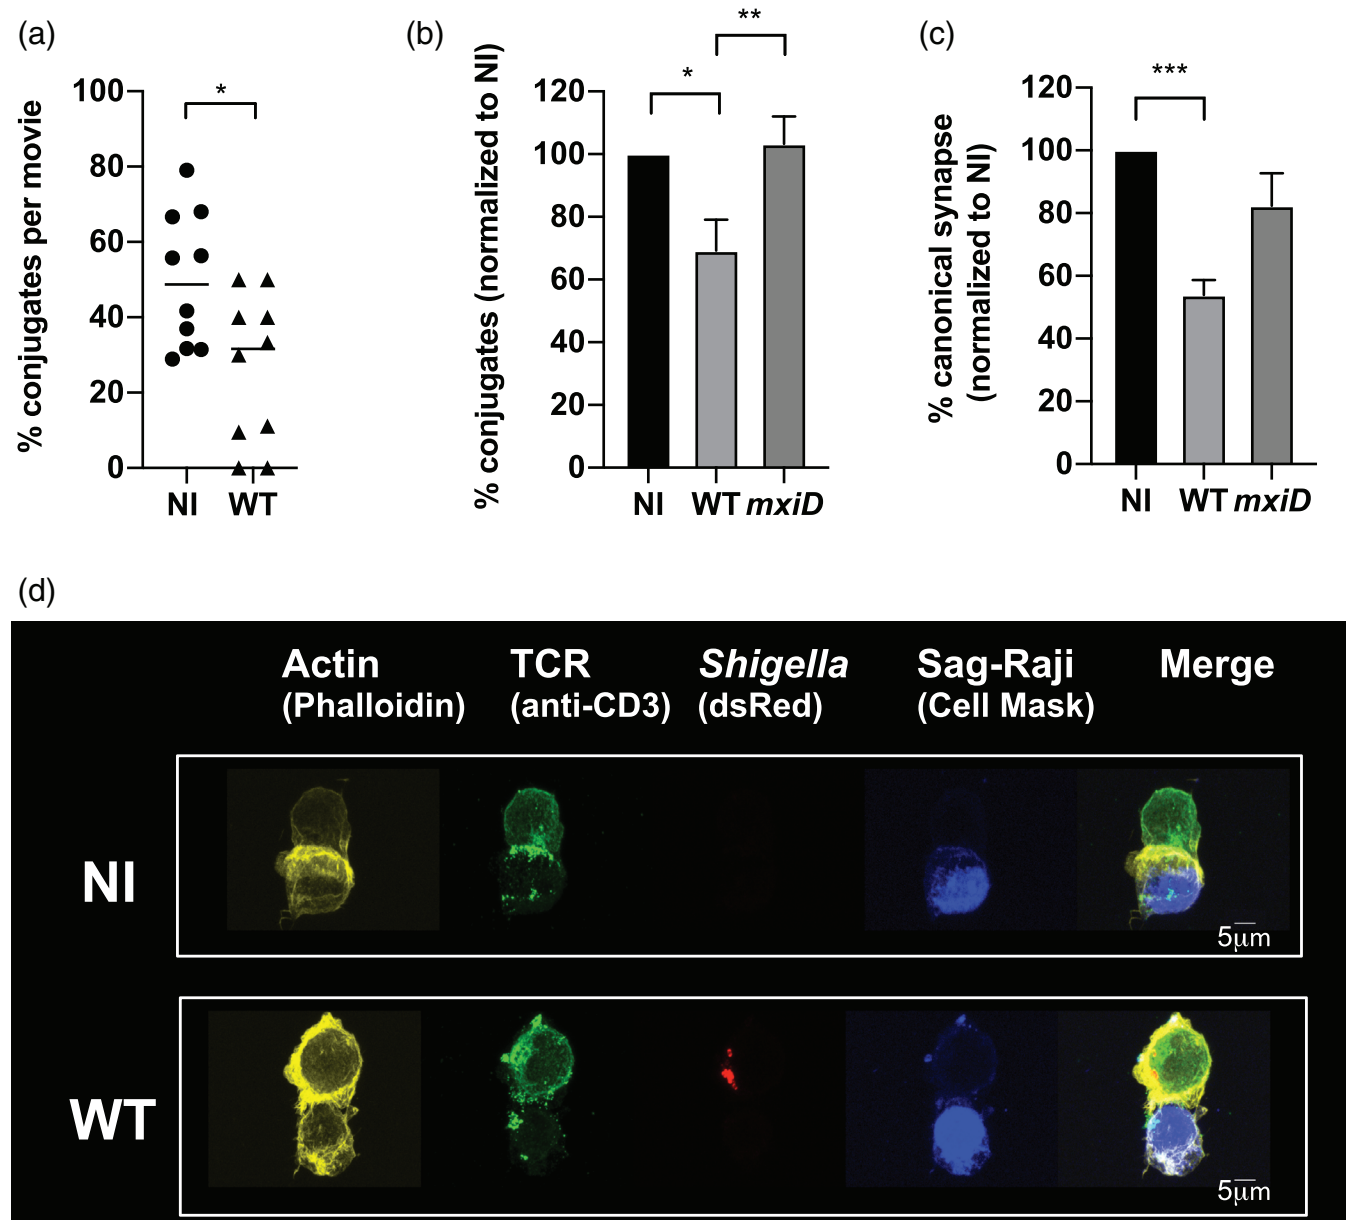 (a)
% conjugates per movie
100
80
60
40
20
0
*
NI WT
(b)
% conjugates (normalized to NI)
120
100
80
60
40
20
0
*
**
NI WT mxiD
(c)
% canonical synapse
(normalized to NI)
120
100
80
60
40
20
0
***
NI WT mxiD
(d)
Actin
(Phalloidin)
TCR
(anti-CD3)
Shigella
(dsRed)
Sag-Raji
(Cell Mask)
Merge
NI
5μm
WT
5μm